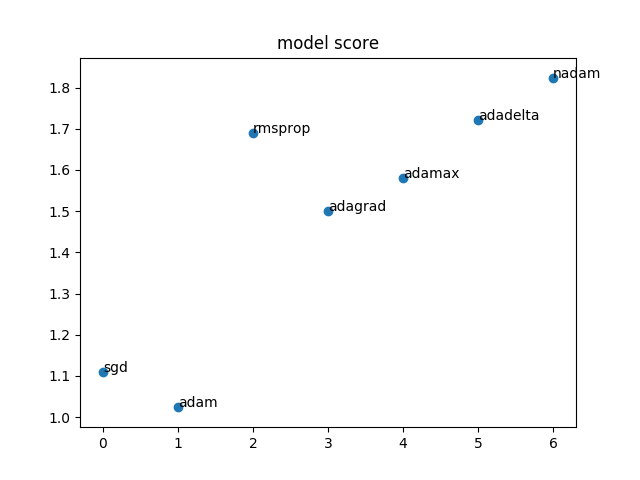 model score
1.8
1.7
1.6
1.5
1.4
1.3
1.2
1.1
1.0
nadam
adadelta
rmsprop
adamax
adagrad
sgd
adam
0 1 2 3 4 5 6